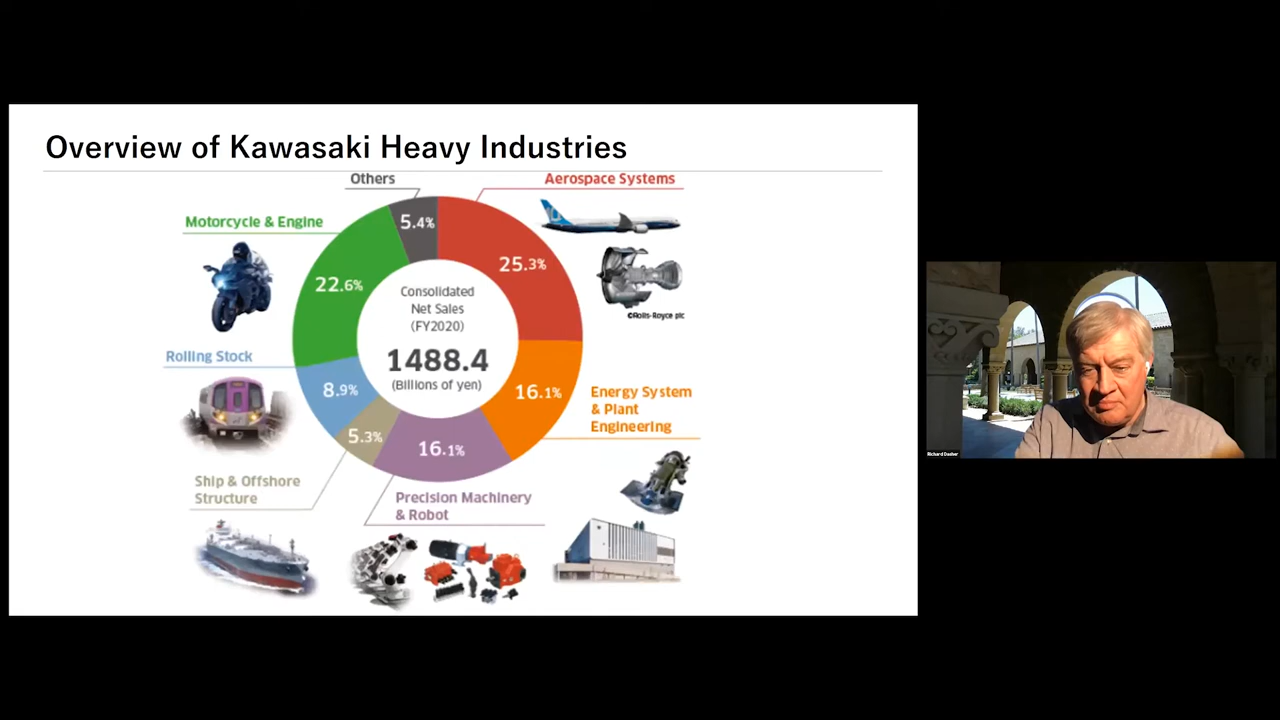 Overview of Kawasaki Heavy Industries
Others
5.4%
Aerospace Systems
25.3%
©Rolls-Royce plc
Motorcycle & Engine
22.6%
Consolidated
Net Sales
(FY2020)
1488.4
(Billions of yen)
Rolling Stock
8.9%
Energy System
& Plant
Engineering
16.1%
5.3%
16.1%
Ship & Offshore
Structure
Precision Machinery
& Robot
Richard Dasher